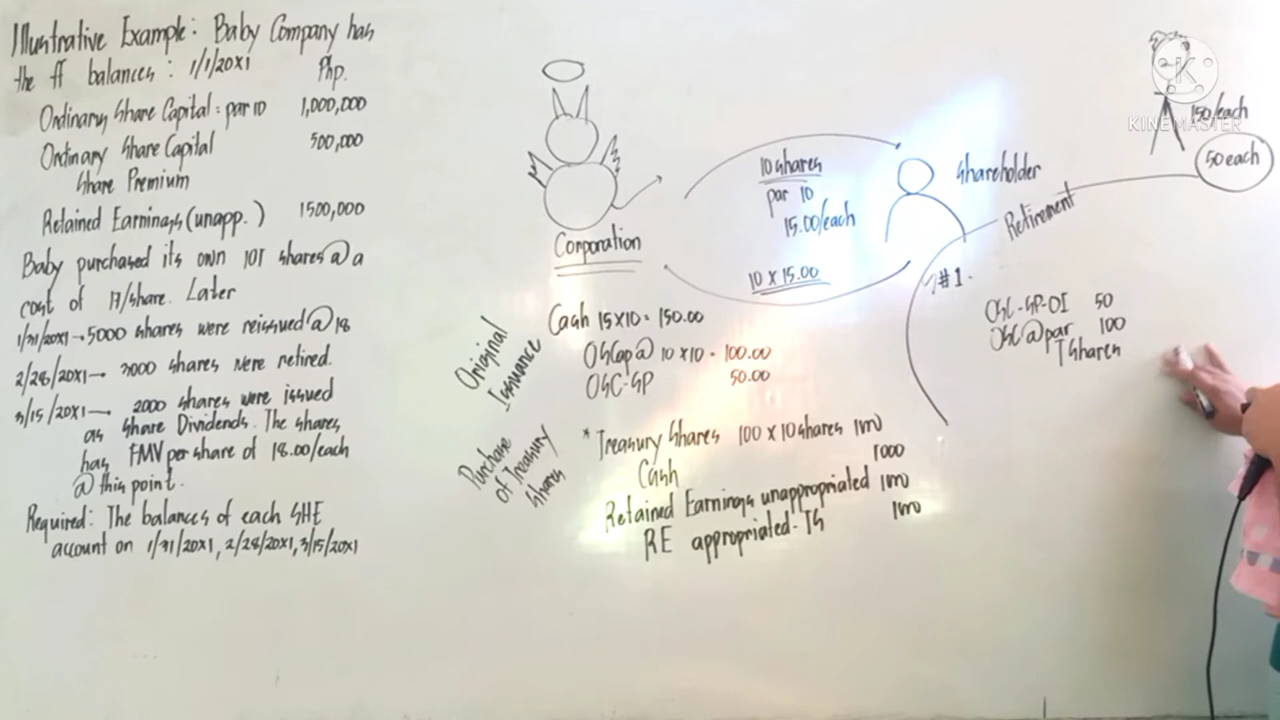 Illustrative Example: Baby Company has
the ff balances: 1/1/20x1 Php.
Ordinary Share Capital: par 10 1,000,000
Ordinary Share Capital 500,000
Share Premium
Retained Earnings (unapp.) 1500,000
Baby purchased its own 10T shares @ a
cost of 17/share. Later
1/31/20x1 → 5000 shares were reissued @ 18
2/28/20x1 → 3000 shares were retired.
3/15/20x1 — 2000 shares were issued
as Share Dividends. The shares
has FMV per share of 18.00/each
@ this point.
Required: The balances of each SHE
account on 1/31/20x1, 2/28/20x1, 3/15/20x1
Corporation
10 shares
par 10
15.00/each
10 x 15.00
Shareholder
150/each
50 each
KINEMASTER
K
Retirement
Original
Issuance
Cash 15x10 = 150.00
OSCap @ 10 x 10 = 100.00
OSC-SP 50.00
Purchase
of Treasury
Shares
* Treasury Shares 100 x 10 shares 1000
Cash 1000
Retained Earnings unappropriated 1000
RE appropriated-TS 1000
#1.
OSC-SP-OI 50
OSC @ par 100
TShares